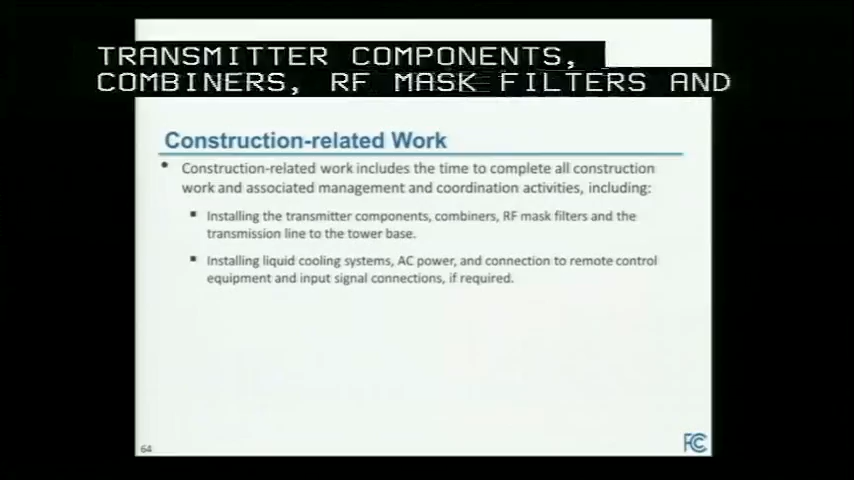 TRANSMITTER COMPONENTS,
COMBINERS, RF MASK FILTERS AND
Construction-related Work
• Construction-related work includes the time to complete all construction
work and associated management and coordination activities, including:
▪ Installing the transmitter components, combiners, RF mask filters and the
transmission line to the tower base.
▪ Installing liquid cooling systems, AC power, and connection to remote control
equipment and input signal connections, if required.
64
FCC